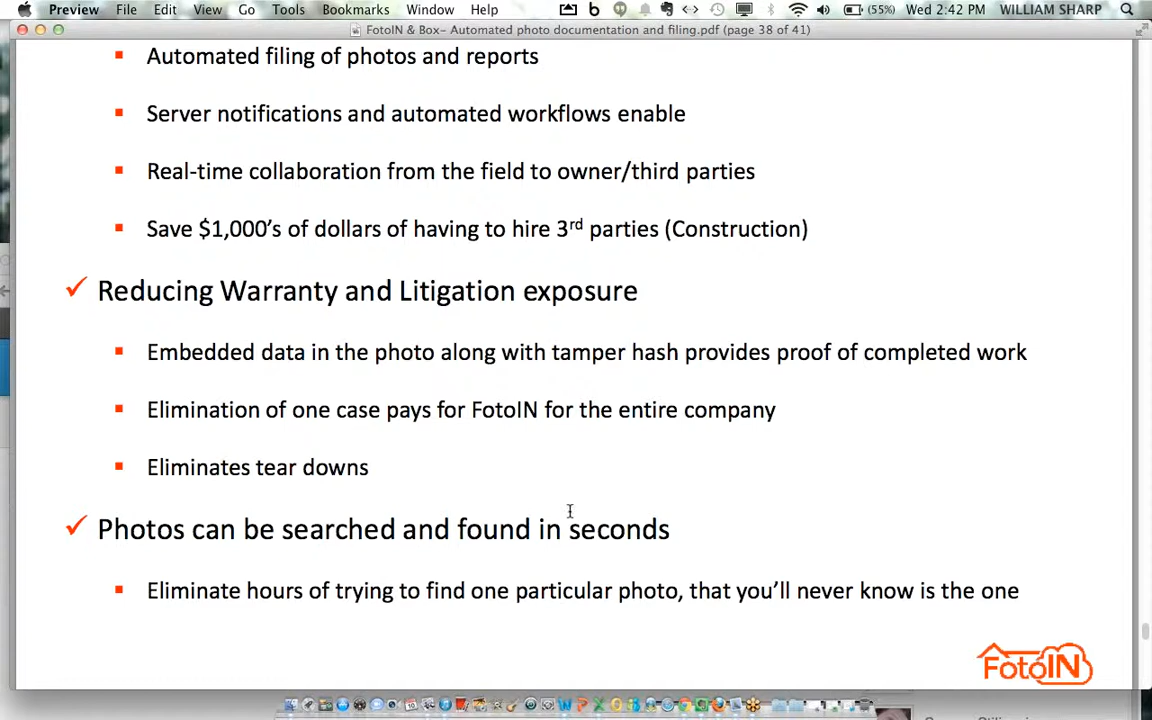 Preview File Edit View Go Tools Bookmarks Window Help (55%) Wed 2:42 PM WILLIAM SHARP
FotoIN & Box- Automated photo documentation and filing.pdf (page 38 of 41)
Automated filing of photos and reports
Server notifications and automated workflows enable
Real-time collaboration from the field to owner/third parties
Save $1,000’s of dollars of having to hire 3rd parties (Construction)
Reducing Warranty and Litigation exposure
Embedded data in the photo along with tamper hash provides proof of completed work
Elimination of one case pays for FotoIN for the entire company
Eliminates tear downs
Photos can be searched and found in seconds
Eliminate hours of trying to find one particular photo, that you’ll never know is the one
FotoIN